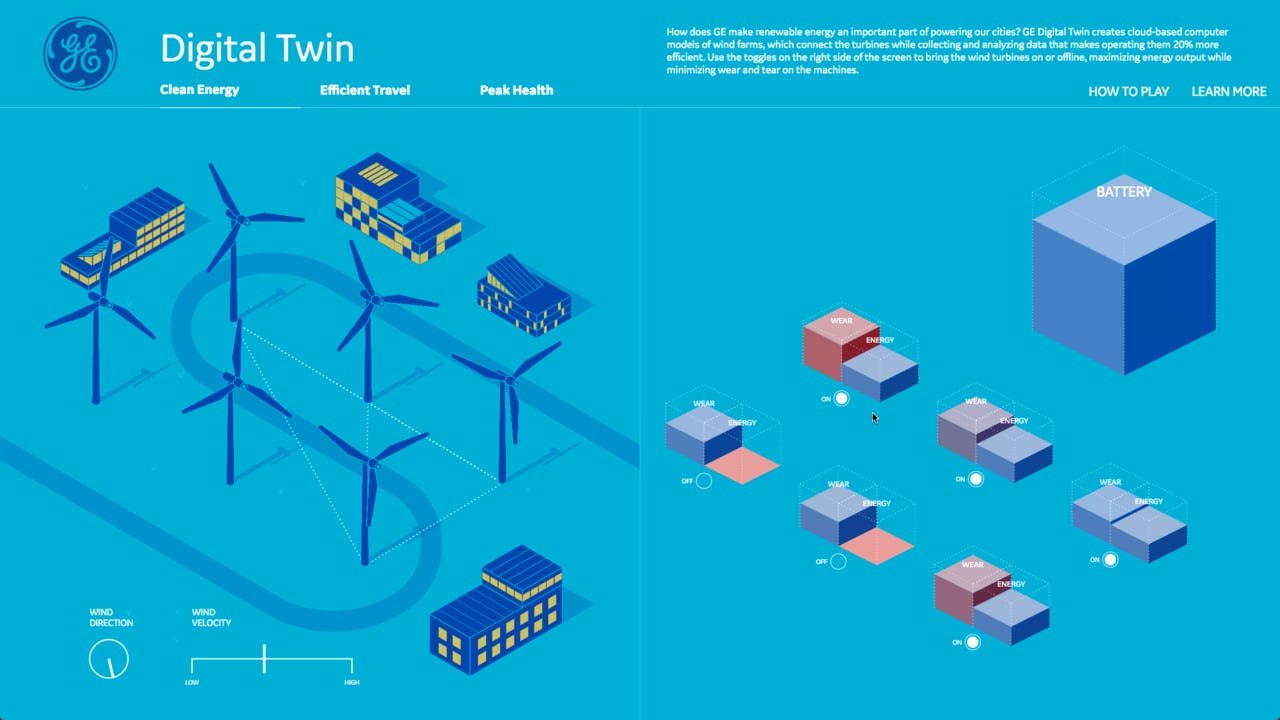 GE
Digital Twin
How does GE make renewable energy an important part of powering our cities? GE Digital Twin creates cloud-based computer
models of wind farms, which connect the turbines while collecting and analyzing data that makes operating them 20% more
efficient. Use the toggles on the right side of the screen to bring the wind turbines on or offline, maximizing energy output while
minimizing wear and tear on the machines.
Clean Energy
Efficient Travel
Peak Health
HOW TO PLAY
LEARN MORE
BATTERY
WEAR
ENERGY
ON
WEAR
ENERGY
OFF
WEAR
ENERGY
ON
WEAR
ENERGY
OFF
WEAR
ENERGY
ON
WEAR
ENERGY
ON
WIND
DIRECTION
WIND
VELOCITY
LOW
HIGH